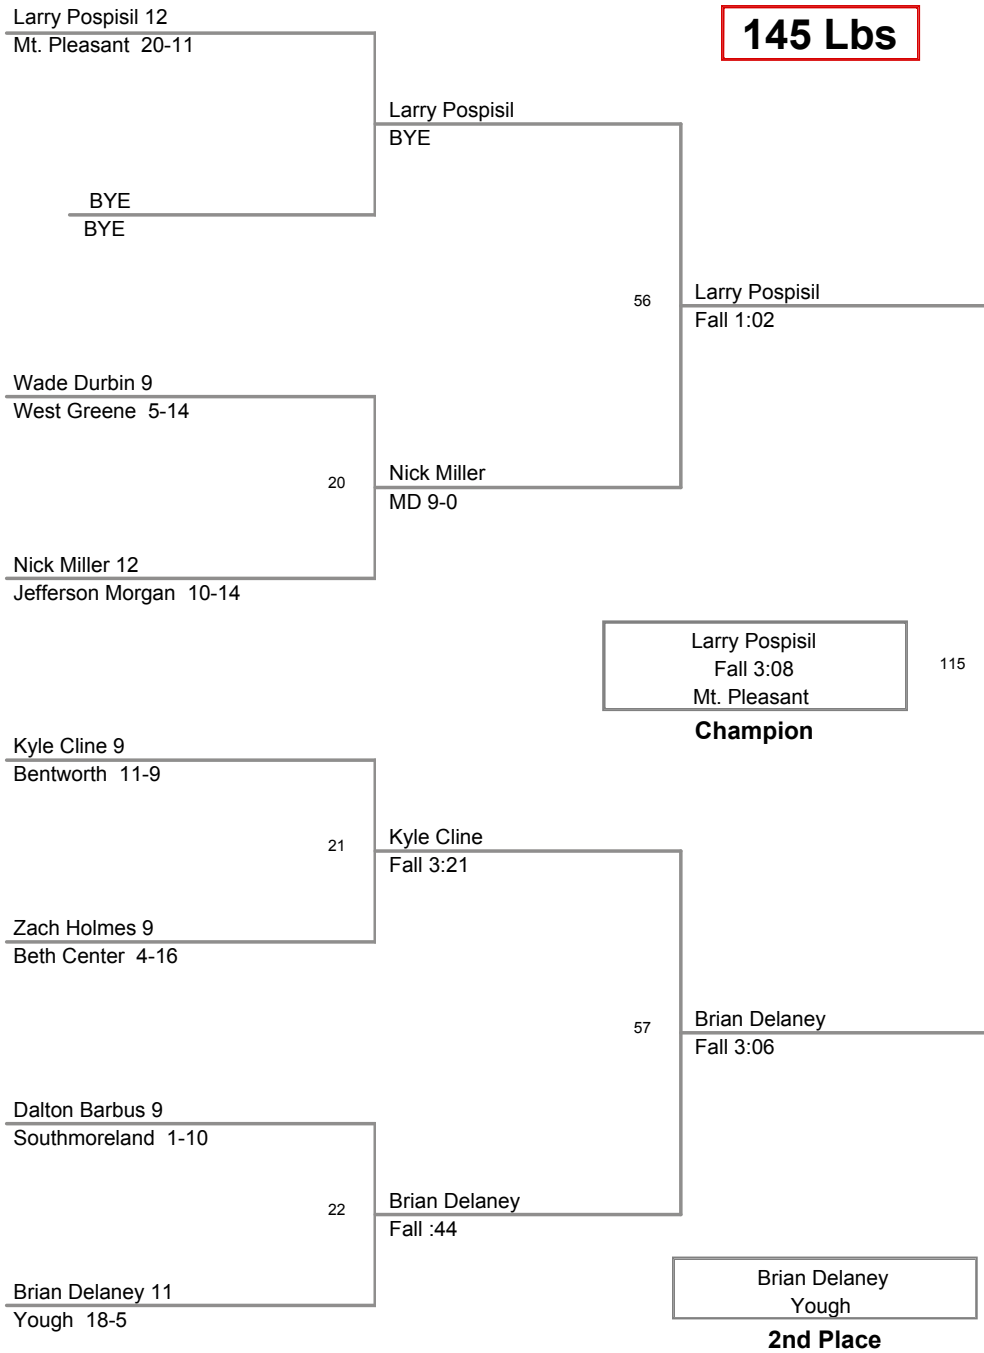 Larry Pospisil 12
Mt. Pleasant 20-11
145 Lbs
Larry Pospisil
BYE
BYE
BYE
56
Larry Pospisil
Fall 1:02
Wade Durbin 9
West Greene 5-14
20
Nick Miller
MD 9-0
Nick Miller 12
Jefferson Morgan 10-14
Larry Pospisil
Fall 3:08
Mt. Pleasant
115
Champion
Kyle Cline 9
Bentworth 11-9
21
Kyle Cline
Fall 3:21
Zach Holmes 9
Beth Center 4-16
57
Brian Delaney
Fall 3:06
Dalton Barbus 9
Southmoreland 1-10
22
Brian Delaney
Fall :44
Brian Delaney 11
Yough 18-5
Brian Delaney
Yough
2nd Place